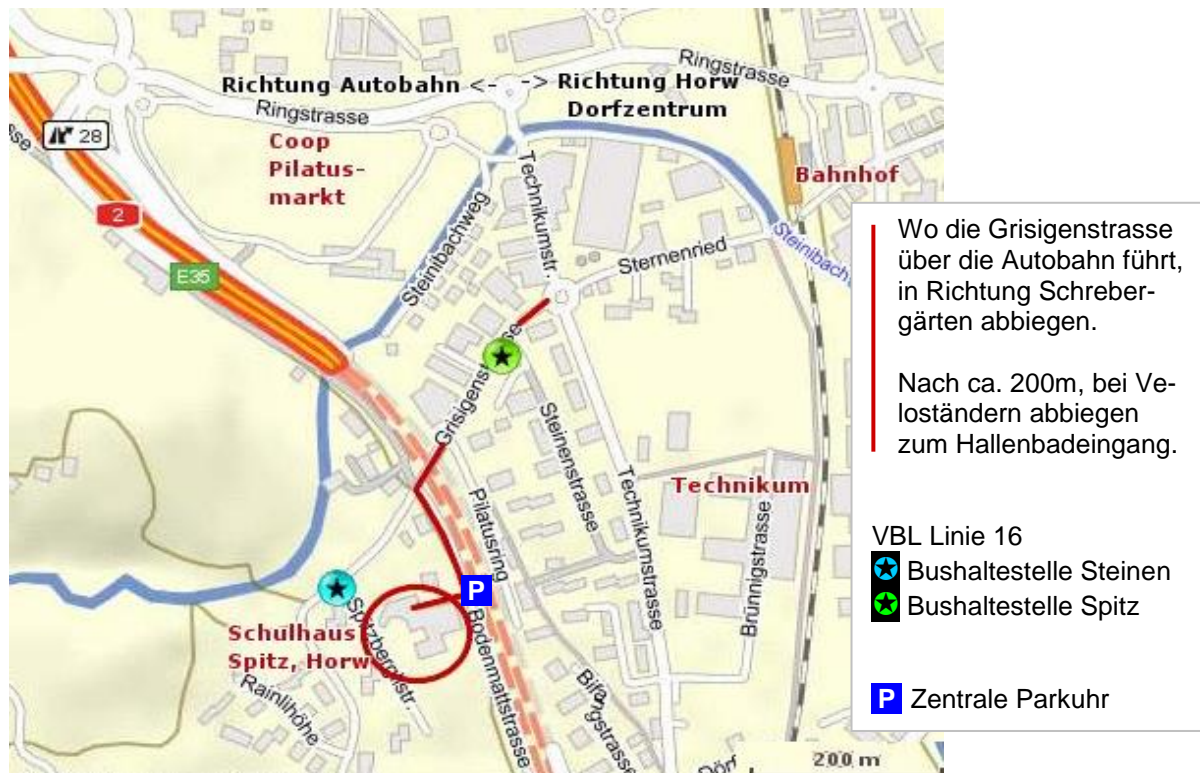 Richtung Autobahn <- -> Richtung Horw
Dorfzentrum
Ringstrasse
Ringstrasse
28
Coop
Pilatus-
markt
Bahnhof
2
E35
Steinibachweg
Technikumstr.
Sternenried
Steinibach
Grisigenstrasse
Steinenstrasse
Technikumstrasse
Technikum
Pilatusring
Brünnigstrasse
P
Schulhaus
Spitz, Horw
Spitzbergstr.
Bodenmattstrasse
Rainlihöhe
200 m
Wo die Grisigenstrasse
über die Autobahn führt,
in Richtung Schreber-
gärten abbiegen.
Nach ca. 200m, bei Ve-
loständern abbiegen
zum Hallenbadeingang.
VBL Linie 16
Bushaltestelle Steinen
Bushaltestelle Spitz
P Zentrale Parkuhr